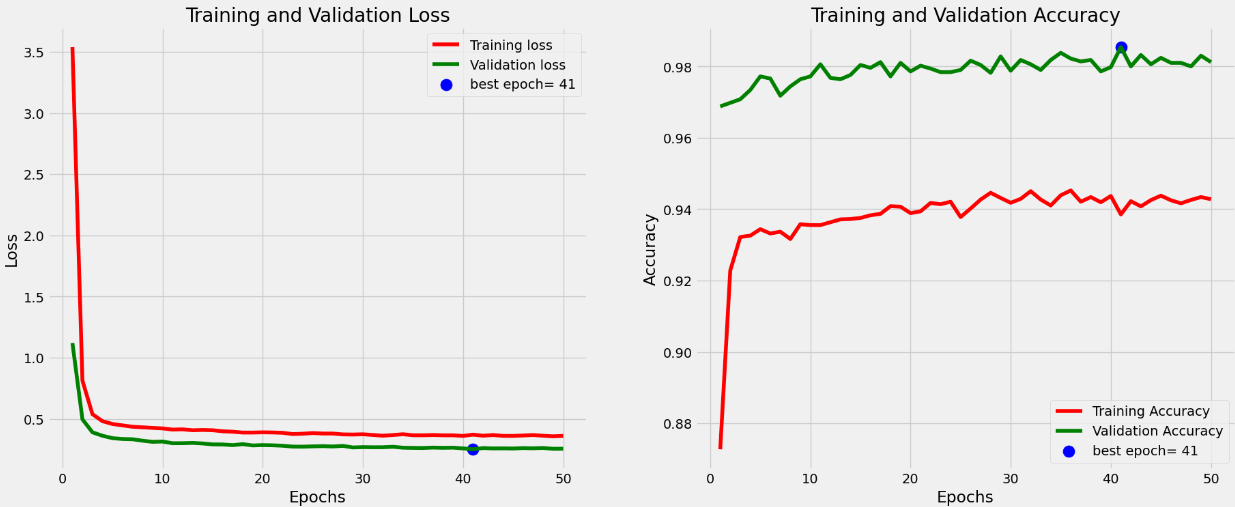 Training and Validation Loss
3.5
3.0
2.5
2.0
1.5
1.0
0.5
Loss
0 10 20 30 40 50
Epochs
Training loss
Validation loss
best epoch= 41
Training and Validation Accuracy
0.98
0.96
0.94
0.92
0.90
0.88
Accuracy
0 10 20 30 40 50
Epochs
Training Accuracy
Validation Accuracy
best epoch= 41